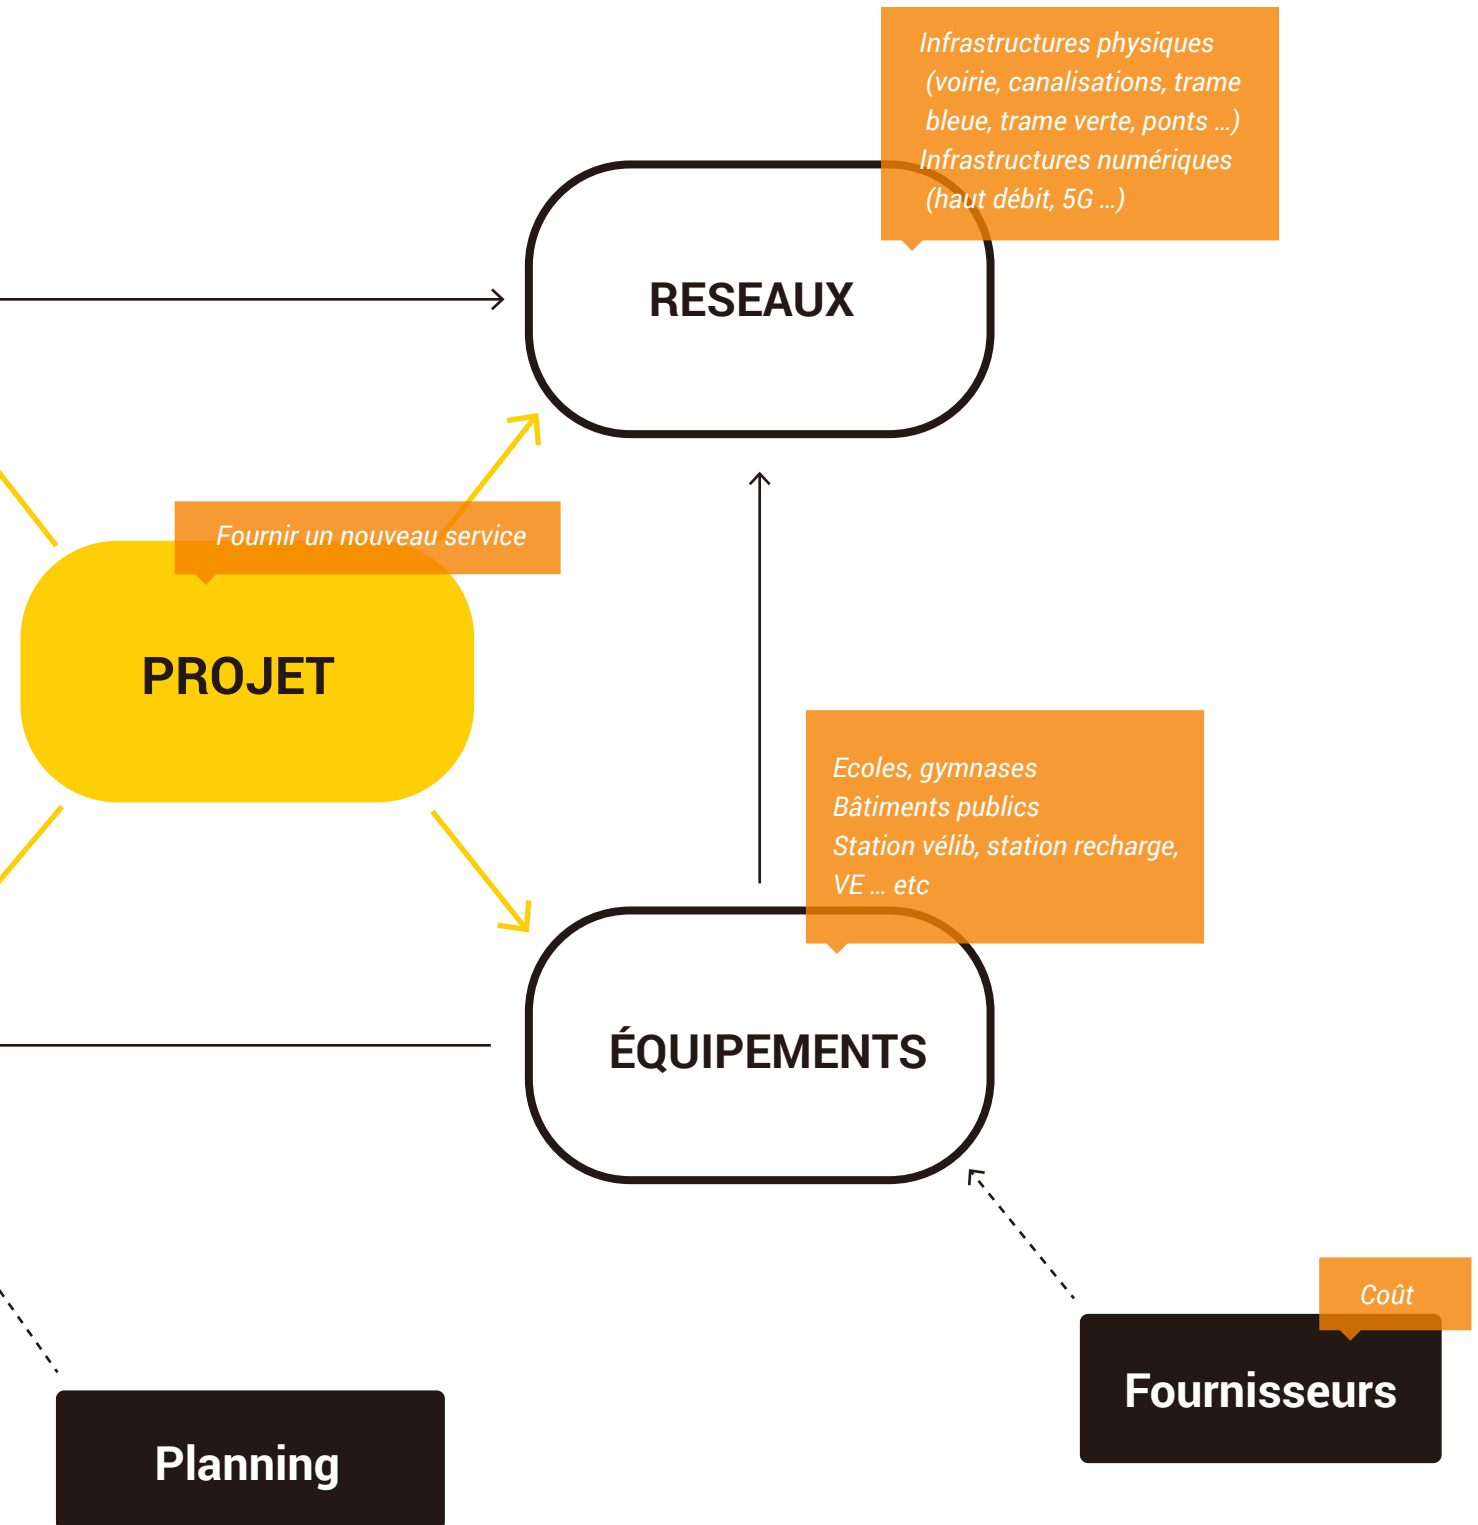 Infrastructures physiques
(voirie, canalisations, trame
bleue, trame verte, ponts ...)
Infrastructures numériques
(haut débit, 5G ...)
RESEAUX
Fournir un nouveau service
PROJET
Ecoles, gymnases
Bâtiments publics
Station vélib, station recharge,
VE ... etc
ÉQUIPEMENTS
Coût
Fournisseurs
Planning